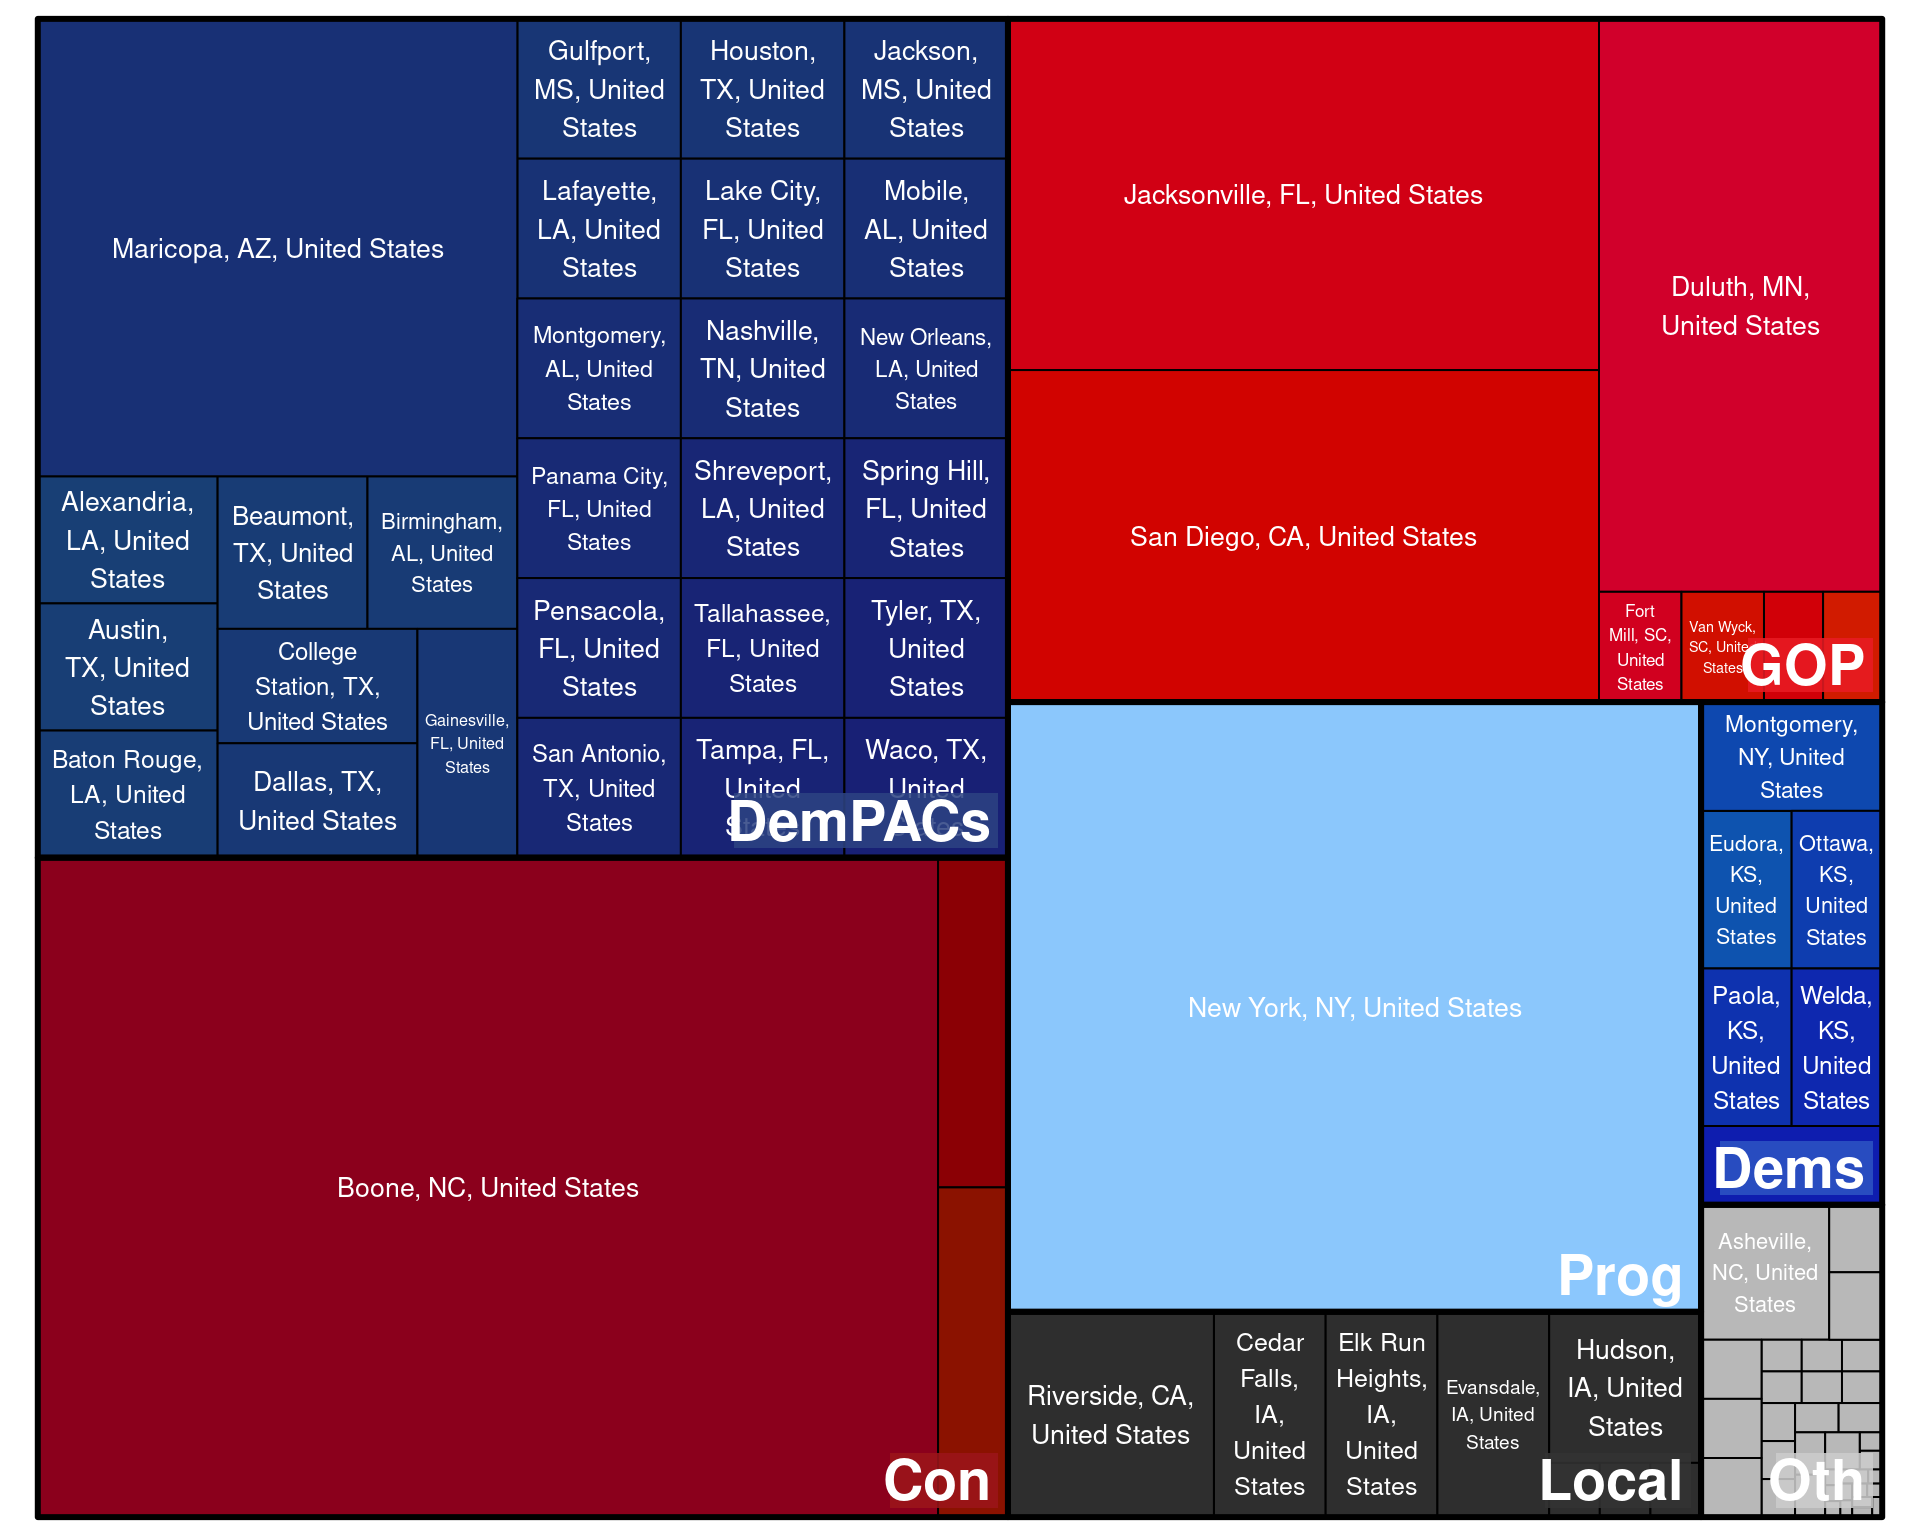 Maricopa, AZ, United States
Gulfport,
MS, United
States
Houston,
TX, United
States
Jackson,
MS, United
States
Lafayette,
LA, United
States
Lake City,
FL, United
States
Mobile,
AL, United
States
Montgomery,
AL, United
States
Nashville,
TN, United
States
New Orleans,
LA, United
States
Panama City,
FL, United
States
Shreveport,
LA, United
States
Spring Hill,
FL, United
States
Alexandria,
LA, United
States
Beaumont,
TX, United
States
Birmingham,
AL, United
States
Austin,
TX, United
States
College
Station, TX,
United States
Gainesville,
FL, United
States
Baton Rouge,
LA, United
States
Dallas, TX,
United States
Pensacola,
FL, United
States
Tallahassee,
FL, United
States
Tyler, TX,
United
States
San Antonio,
TX, United
States
Tampa, FL,
United
Waco, TX,
United
DemPACs
Jacksonville, FL, United States
San Diego, CA, United States
Duluth, MN,
United States
Fort
Mill, SC,
United
States
Van Wyck,
SC, Unite
States
GOP
Boone, NC, United States
Con
New York, NY, United States
Prog
Montgomery,
NY, United
States
Eudora,
KS,
United
States
Ottawa,
KS,
United
States
Paola,
KS,
United
States
Welda,
KS,
United
States
Dems
Riverside, CA,
United States
Cedar
Falls,
IA,
United
States
Elk Run
Heights,
IA,
United
States
Evansdale,
IA, United
States
Hudson,
IA, United
States
Local
Asheville,
NC, United
States
Oth